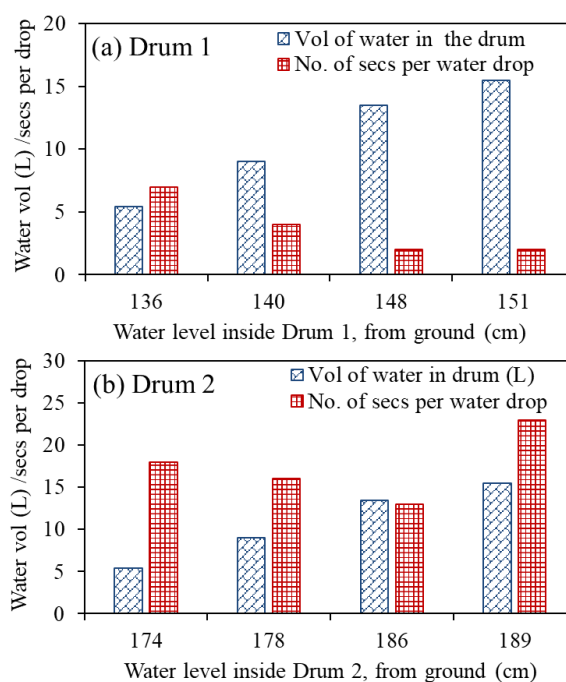 (a) Drum 1
Vol of water in the drum
No. of secs per water drop
Water vol (L) /secs per drop
20
15
10
5
0
136 140 148 151
Water level inside Drum 1, from ground (cm)
(b) Drum 2
Vol of water in drum (L)
No. of secs per water drop
Water vol (L) /secs per drop
30
25
20
15
10
5
0
174 178 186 189
Water level inside Drum 2, from ground (cm)